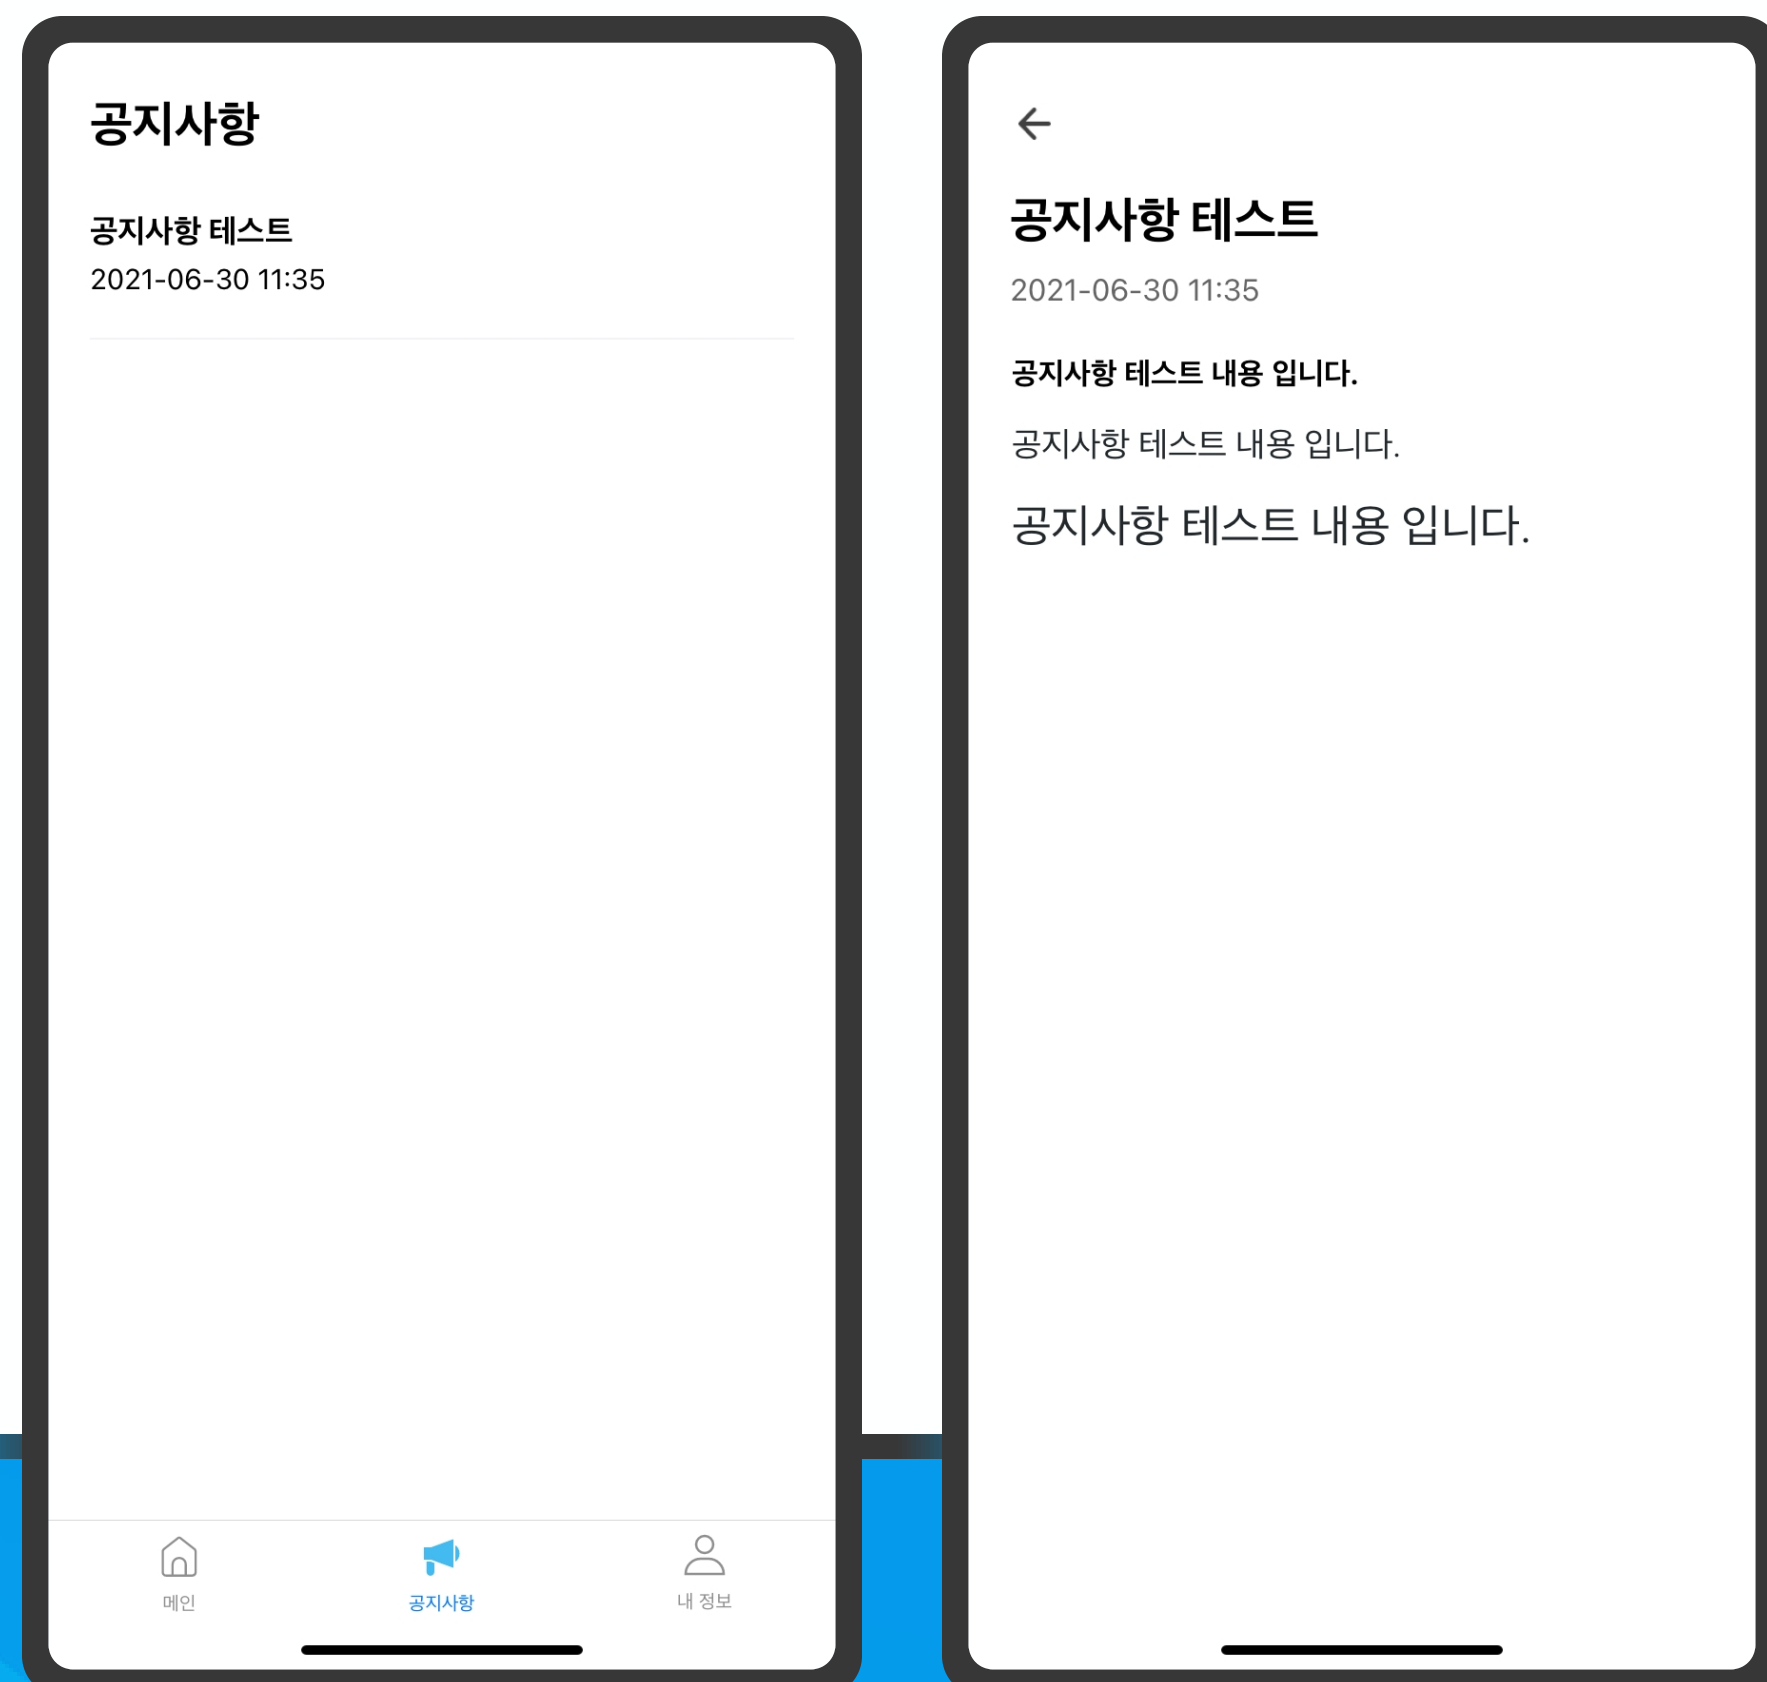 공지사항
공지사항 테스트
2021-06-30 11:35
메인
공지사항
내 정보
공지사항 테스트
2021-06-30 11:35
공지사항 테스트 내용 입니다.
공지사항 테스트 내용 입니다.
공지사항 테스트 내용 입니다.